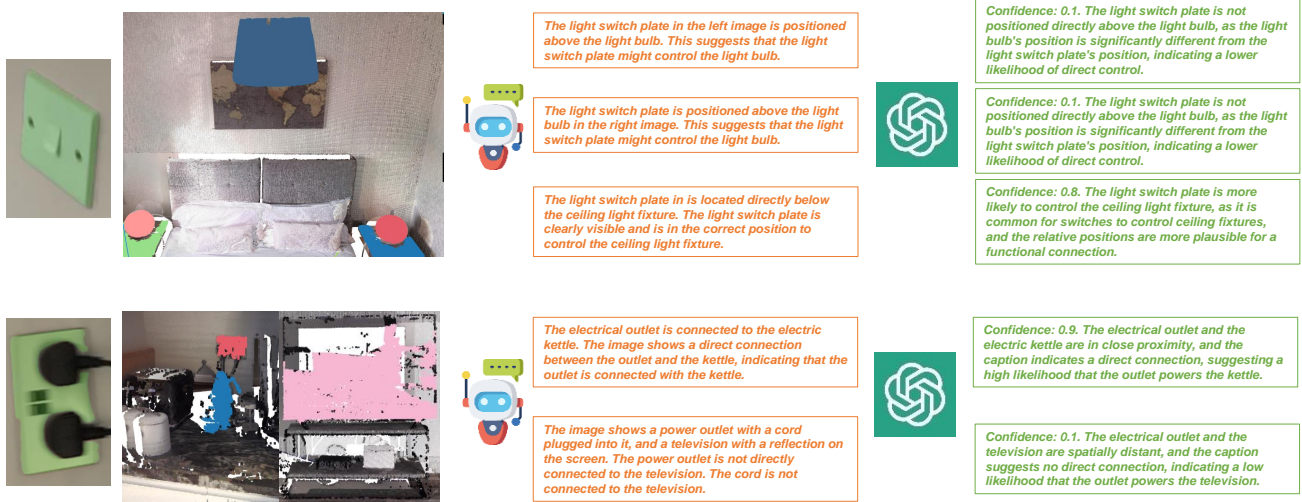 The light switch plate in the left image is positioned
above the light bulb. This suggests that the light
switch plate might control the light bulb.
Confidence: 0.1. The light switch plate is not
positioned directly above the light bulb, as the light
bulb's position is significantly different from the
light switch plate's position, indicating a lower
likelihood of direct control.
The light switch plate is positioned above the light
bulb in the right image. This suggests that the light
switch plate might control the light bulb.
Confidence: 0.1. The light switch plate is not
positioned directly above the light bulb, as the light
bulb's position is significantly different from the
light switch plate's position, indicating a lower
likelihood of direct control.
The light switch plate in is located directly below
the ceiling light fixture. The light switch plate is
clearly visible and is in the correct position to
control the ceiling light fixture.
Confidence: 0.8. The light switch plate is more
likely to control the ceiling light fixture, as it is
common for switches to control ceiling fixtures,
and the relative positions are more plausible for a
functional connection.
The electrical outlet is connected to the electric
kettle. The image shows a direct connection
between the outlet and the kettle, indicating that the
outlet is connected with the kettle.
Confidence: 0.9. The electrical outlet and the
electric kettle are in close proximity, and the
caption indicates a direct connection, suggesting a
high likelihood that the outlet powers the kettle.
The image shows a power outlet with a cord
plugged into it, and a television with a reflection on
the screen. The power outlet is not directly
connected to the television. The cord is not
connected to the television.
Confidence: 0.1. The electrical outlet and the
television are spatially distant, and the caption
suggests no direct connection, indicating a low
likelihood that the outlet powers the television.